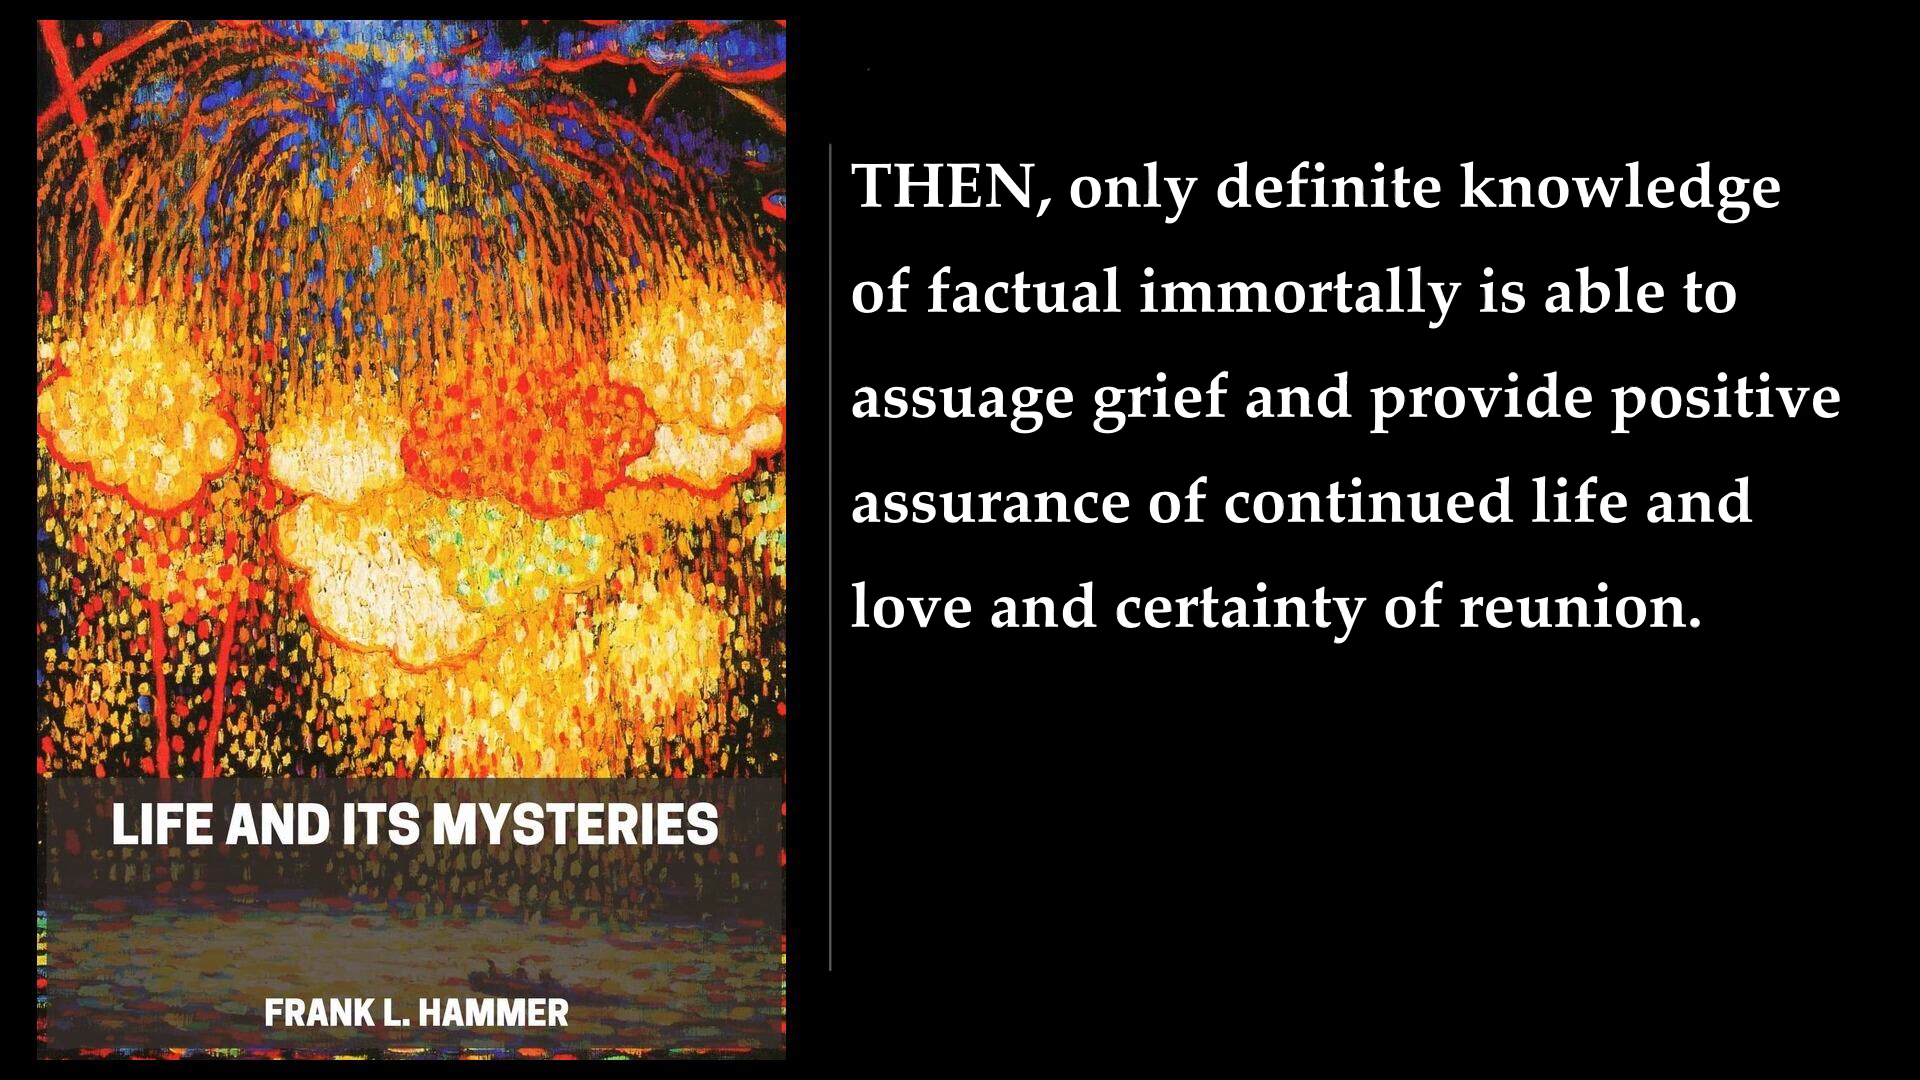 LIFE AND ITS MYSTERIES
FRANK L. HAMMER
THEN, only definite knowledge
of factual immortally is able to
assuage grief and provide positive
assurance of continued life and
love and certainty of reunion.